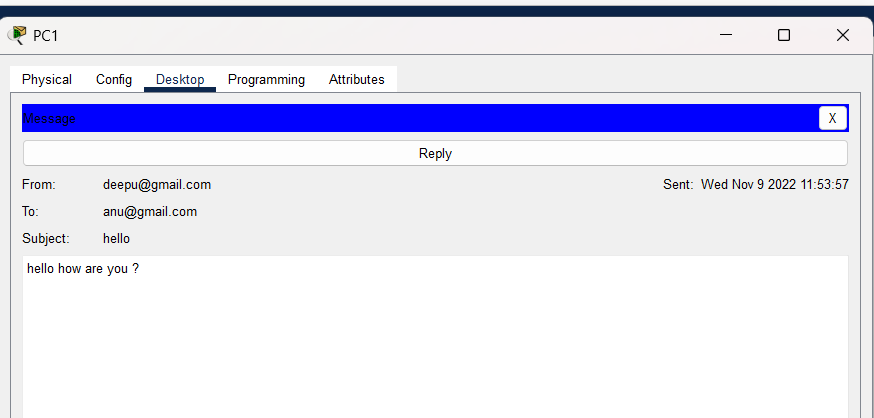 PC1
Physical Config Desktop Programming Attributes
Message X
Reply
From: deepu@gmail.com Sent: Wed Nov 9 2022 11:53:57
To: anu@gmail.com
Subject: hello
hello how are you ?